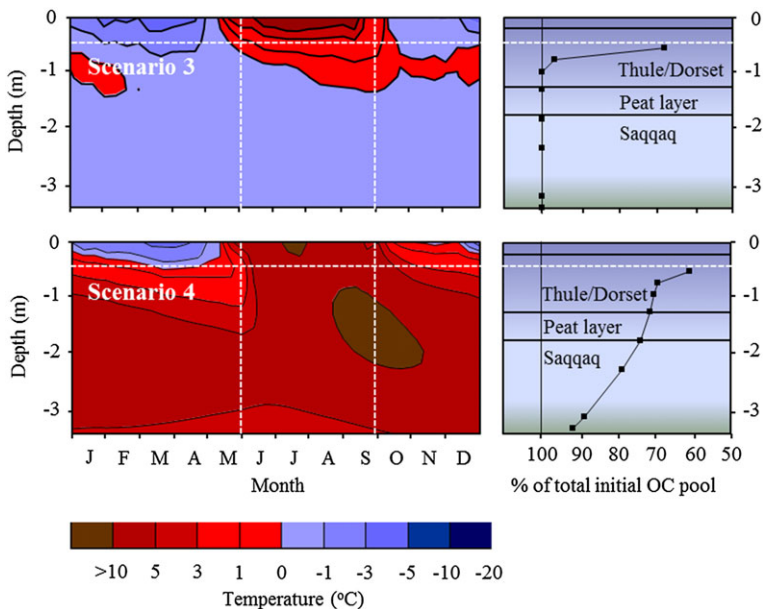 0
-1
-2
-3
Depth (m)
Scenario 3
Thule/Dorset
Peat layer
Saqqaq
0
-1
-2
-3
0
-1
-2
-3
Depth (m)
Scenario 4
J F M A M J J A S O N D
Month
Thule/Dorset
Peat layer
Saqqaq
0
-1
-2
-3
100 90 80 70 60 50
% of total initial OC pool
>10 5 3 1 0 -1 -3 -5 -10 -20
Temperature (ºC)